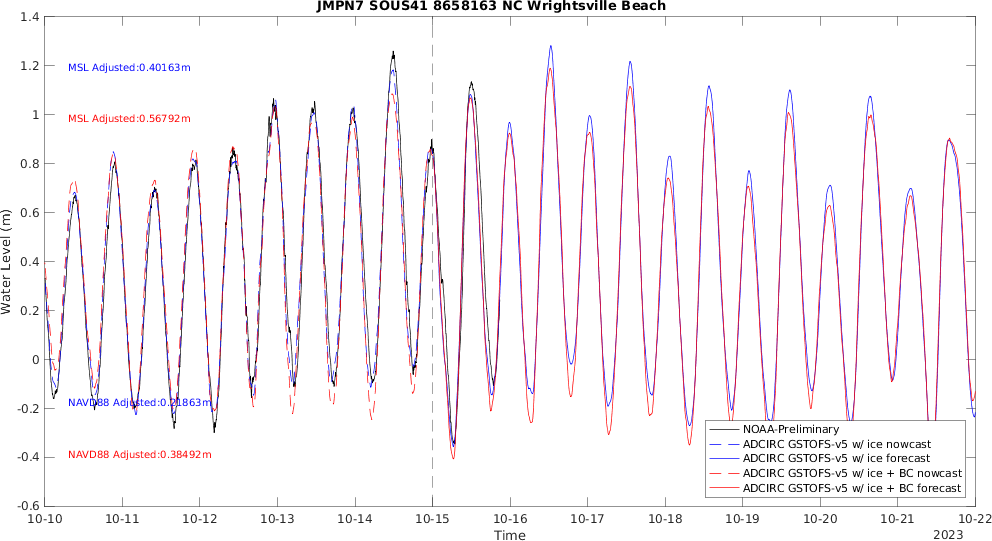 JMPN7 SOUS41 8658163 NC Wrightsville Beach
1.4
1.2
1
0.8
0.6
0.4
0.2
0
-0.2
-0.4
-0.6
Water Level (m)
MSL Adjusted:0.40163m
MSL Adjusted:0.56792m
NAVD88 Adjusted:0.21863m
NAVD88 Adjusted:0.38492m
NOAA-Preliminary
ADCIRC GSTOFS-v5 w/ ice nowcast
ADCIRC GSTOFS-v5 w/ ice forecast
ADCIRC GSTOFS-v5 w/ ice + BC nowcast
ADCIRC GSTOFS-v5 w/ ice + BC forecast
10-10 10-11 10-12 10-13 10-14 10-15 10-16 10-17 10-18 10-19 10-20 10-21 10-22
Time
2023